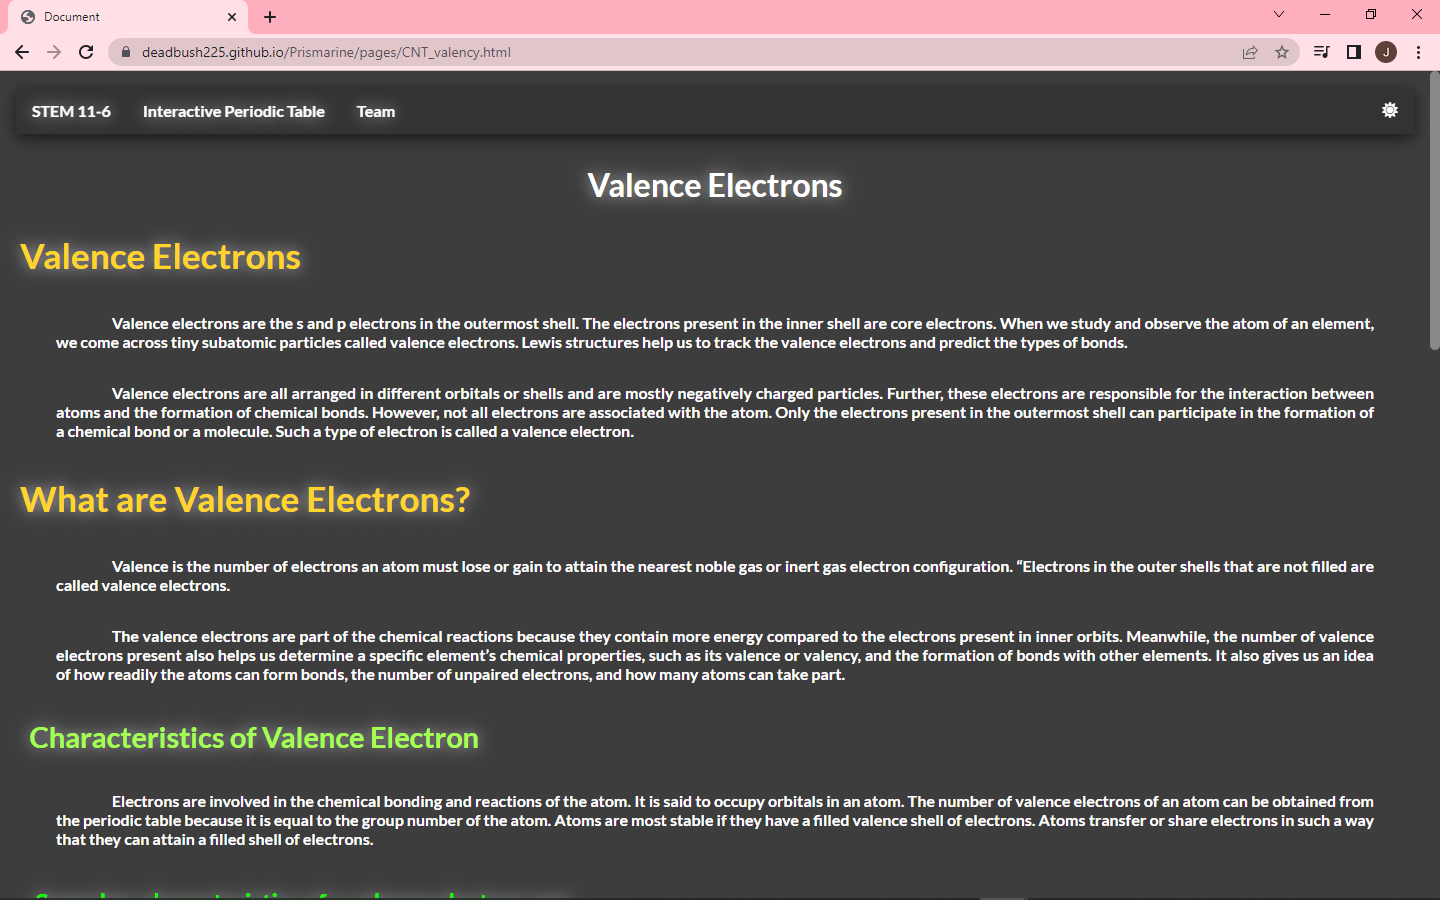 Document
deadbush225.github.io/Prismarine/pages/CNT_valency.html
J
STEM 11-6 Interactive Periodic Table Team
Valence Electrons
Valence Electrons
Valence electrons are the s and p electrons in the outermost shell. The electrons present in the inner shell are core electrons. When we study and observe the atom of an element,
we come across tiny subatomic particles called valence electrons. Lewis structures help us to track the valence electrons and predict the types of bonds.
Valence electrons are all arranged in different orbitals or shells and are mostly negatively charged particles. Further, these electrons are responsible for the interaction between
atoms and the formation of chemical bonds. However, not all electrons are associated with the atom. Only the electrons present in the outermost shell can participate in the formation of
a chemical bond or a molecule. Such a type of electron is called a valence electron.
What are Valence Electrons?
Valence is the number of electrons an atom must lose or gain to attain the nearest noble gas or inert gas electron configuration. “Electrons in the outer shells that are not filled are
called valence electrons.
The valence electrons are part of the chemical reactions because they contain more energy compared to the electrons present in inner orbits. Meanwhile, the number of valence
electrons present also helps us determine a specific element’s chemical properties, such as its valence or valency, and the formation of bonds with other elements. It also gives us an idea
of how readily the atoms can form bonds, the number of unpaired electrons, and how many atoms can take part.
Characteristics of Valence Electron
Electrons are involved in the chemical bonding and reactions of the atom. It is said to occupy orbitals in an atom. The number of valence electrons of an atom can be obtained from
the periodic table because it is equal to the group number of the atom. Atoms are most stable if they have a filled valence shell of electrons. Atoms transfer or share electrons in such a way
that they can attain a filled shell of electrons.